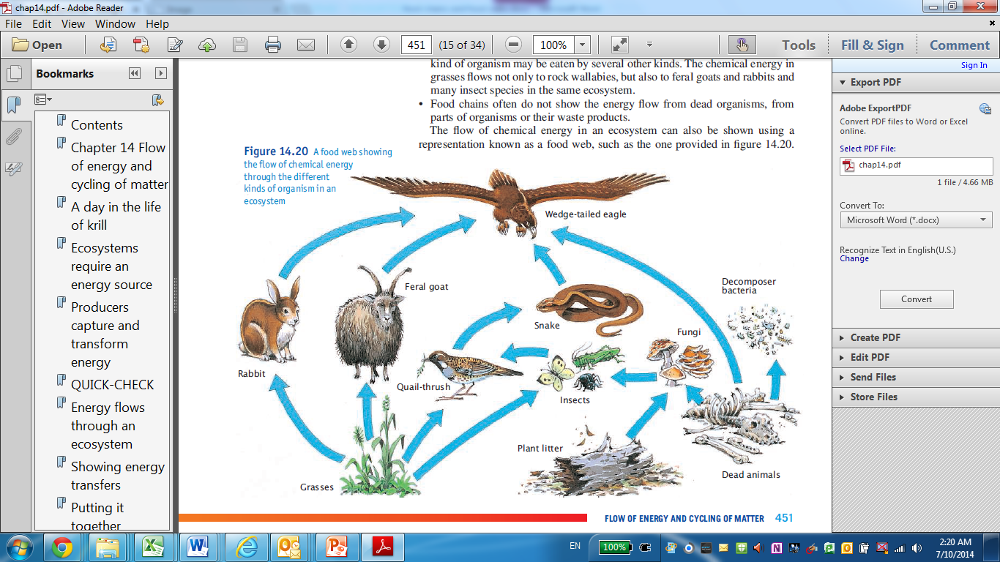 chap14.pdf - Adobe Reader
File Edit View Window Help
Open
451 (15 of 34)
100%
Tools Fill & Sign Comment
Bookmarks
Contents
Chapter 14 Flow
of energy and
cycling of matter
A day in the life
of krill
Ecosystems
require an
energy source
Producers
capture and
transform
energy
QUICK-CHECK
Energy flows
through an
ecosystem
Showing energy
transfers
Putting it
together
kind of organism may be eaten by several other kinds. The chemical energy in
grasses flows not only to rock wallabies, but also to feral goats and rabbits and
many insect species in the same ecosystem.
• Food chains often do not show the energy flow from dead organisms, from
parts of organisms or their waste products.
The flow of chemical energy in an ecosystem can also be shown using a
representation known as a food web, such as the one provided in figure 14.20.
Figure 14.20 A food web showing
the flow of chemical energy
through the different
kinds of organism in an
ecosystem
Wedge-tailed eagle
Feral goat
Decomposer
bacteria
Snake
Fungi
Rabbit
Quail-thrush
Insects
Plant litter
Dead animals
Grasses
FLOW OF ENERGY AND CYCLING OF MATTER 451
Sign In
Export PDF
Adobe ExportPDF
Convert PDF files to Word or Excel
online.
Select PDF File:
chap14.pdf
1 file / 4.66 MB
Convert To:
Microsoft Word (*.docx)
Recognize Text in English(U.S.)
Change
Convert
Create PDF
Edit PDF
Send Files
Store Files
EN
100%
2:20 AM
7/10/2014